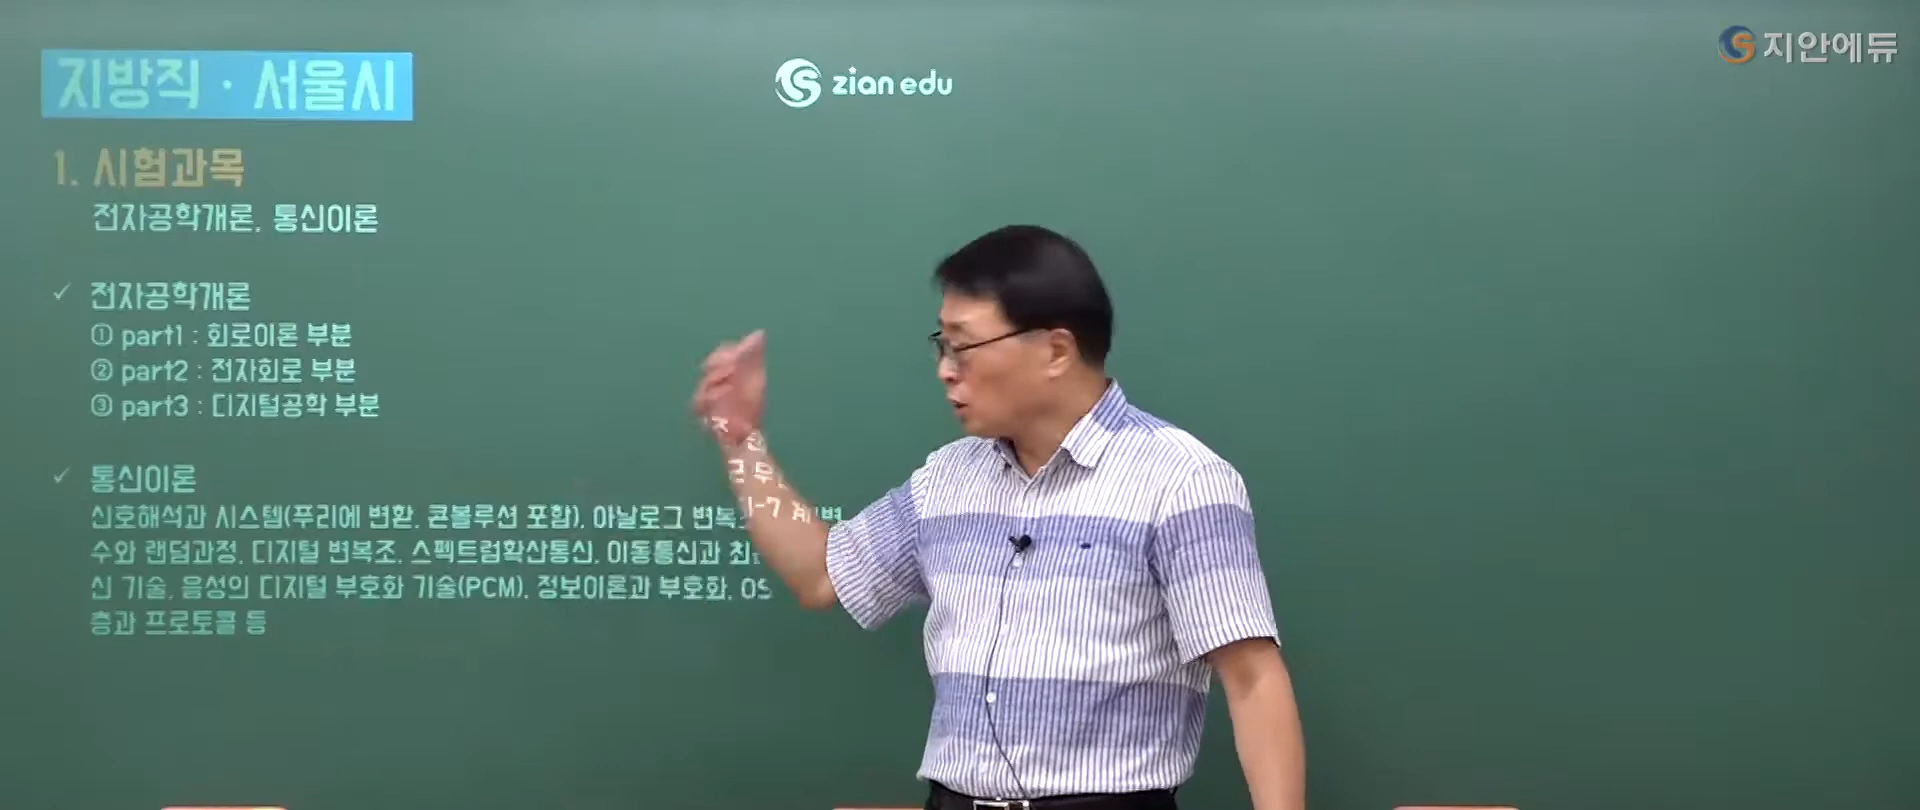 지안에듀
zian edu
지방직 · 서울시
1. 시험과목
전자공학개론, 통신이론
✓ 전자공학개론
① part1 : 회로이론 부분
② part2 : 전자회로 부분
③ part3 : 디지털공학 부분
✓ 통신이론
신호해석과 시스템(푸리에 변환, 콘볼루션 포함), 아날로그
수와 랜덤과정, 디지털 변복조, 스펙트럼확산통신, 이동통신과
신 기술, 음성의 디지털 부호화 기술(PCM), 정보이론과 부호화,
층과 프로토콜 등